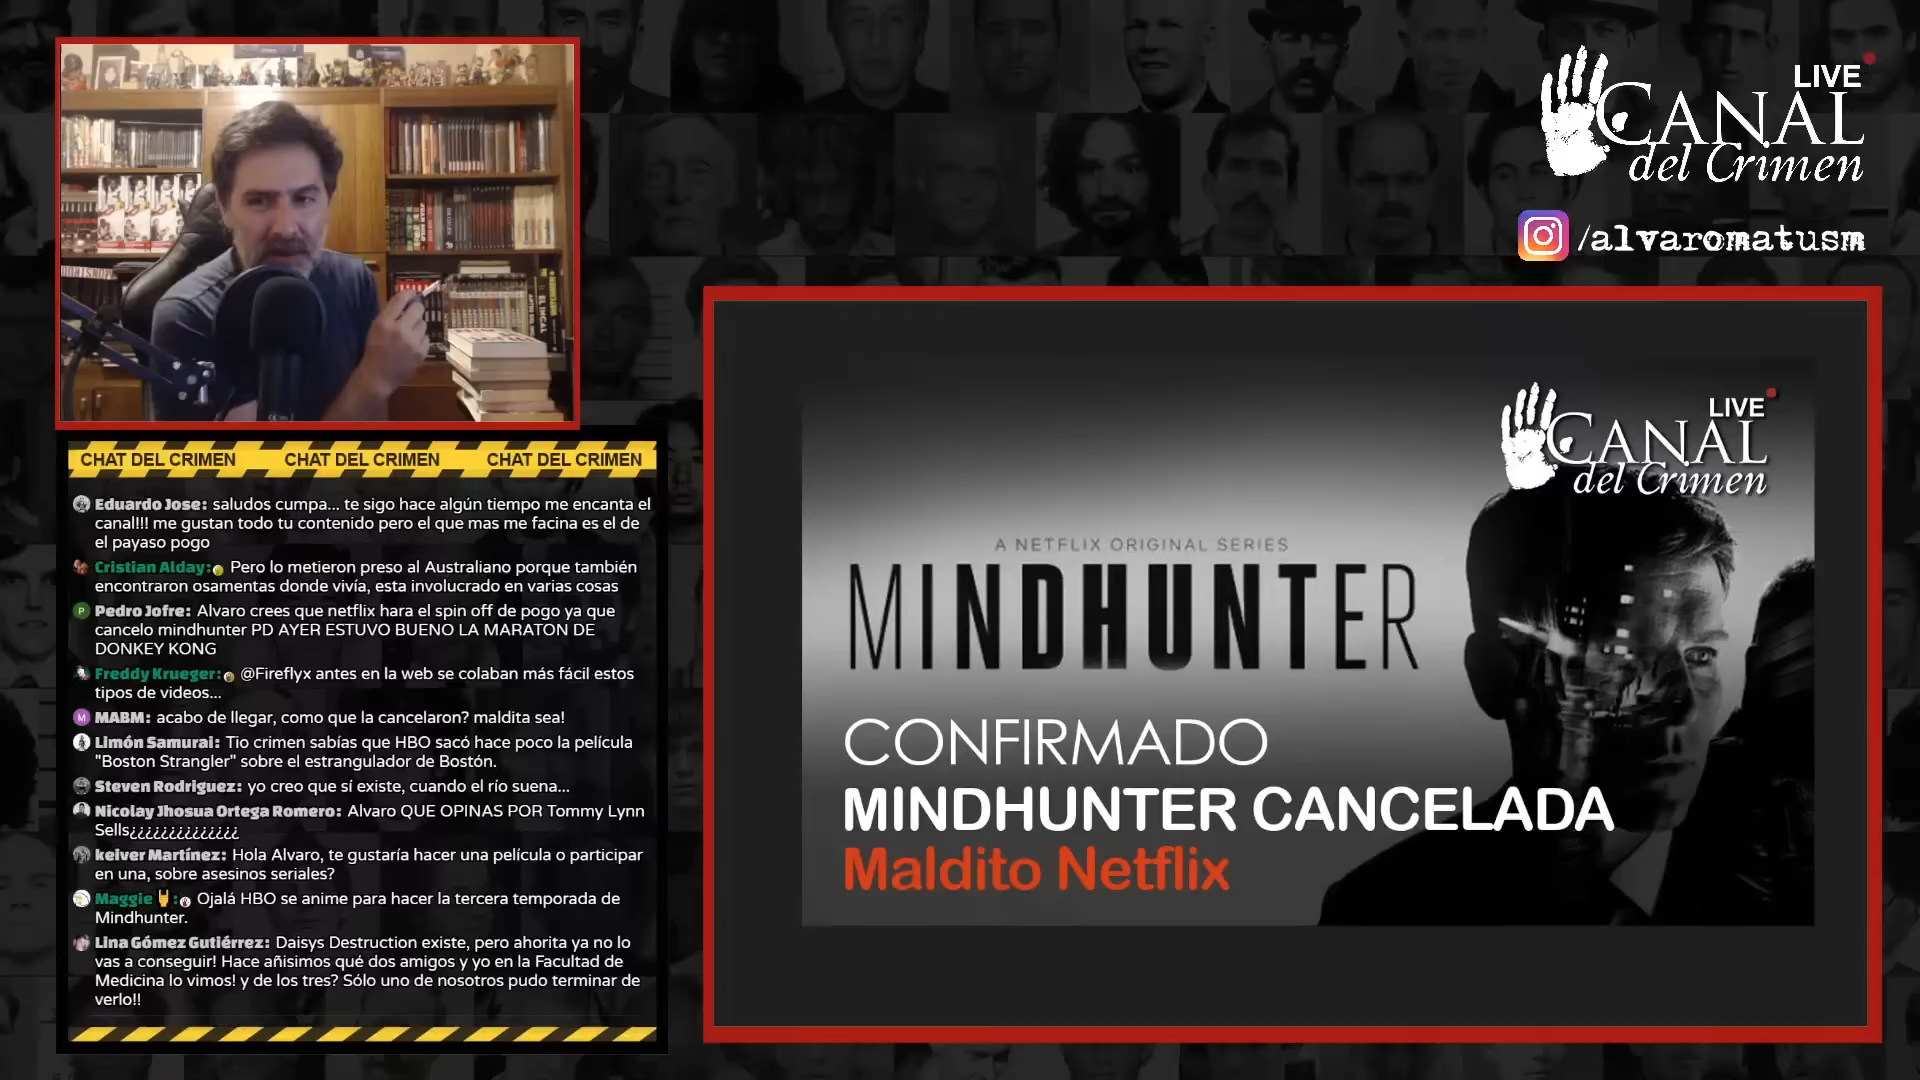 LIVE
CANAL
del Crimen
/alvaromatusm
CHAT DEL CRIMEN CHAT DEL CRIMEN CHAT DEL CRIMEN
Eduardo Jose: saludos cumpa... te sigo hace algún tiempo me encanta el
canal!!! me gustan todo tu contenido pero el que mas me facina es el de
el payaso pogo
Cristian Alday: Pero lo metieron preso al Australiano porque también
encontraron osamentas donde vivía, esta involucrado en varias cosas
P Pedro Jofre: Alvaro crees que netflix hara el spin off de pogo ya que
cancelo mindhunter PD AYER ESTUVO BUENO LA MARATON DE
DONKEY KONG
Freddy Krueger: @Fireflyx antes en la web se colaban más fácil estos
tipos de videos...
M MABM: acabo de llegar, como que la cancelaron? maldita sea!
Limón Samurai: Tio crimen sabías que HBO sacó hace poco la película
"Boston Strangler" sobre el estrangulador de Bostón.
Steven Rodriguez: yo creo que sí existe, cuando el río suena...
Nicolay Jhosua Ortega Romero: Alvaro QUE OPINAS POR Tommy Lynn
Sells¿¿¿¿¿¿¿¿¿¿¿¿¿¿
keiver Martínez: Hola Alvaro, te gustaría hacer una película o participar
en una, sobre asesinos seriales?
Maggie🤘: Ojalá HBO se anime para hacer la tercera temporada de
Mindhunter.
Lina Gómez Gutiérrez: Daisys Destruction existe, pero ahorita ya no lo
vas a conseguir! Hace añisimos qué dos amigos y yo en la Facultad de
Medicina lo vimos! y de los tres? Sólo uno de nosotros pudo terminar de
verlo!!
LIVE
CANAL
del Crimen
A NETFLIX ORIGINAL SERIES
MINDHUNTER
CONFIRMADO
MINDHUNTER CANCELADA
Maldito Netflix